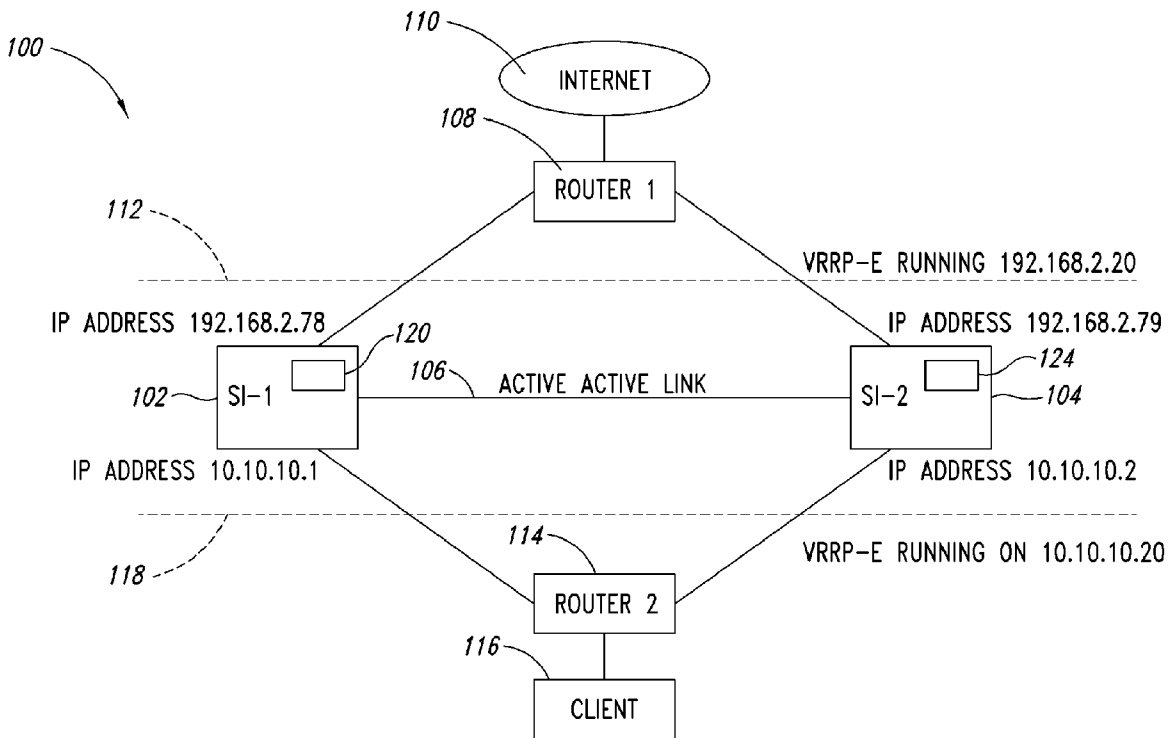 100
110
INTERNET
108
ROUTER 1
112
VRRP-E RUNNING 192.168.2.20
IP ADDRESS 192.168.2.78
IP ADDRESS 192.168.2.79
120
124
102
SI-1
106
ACTIVE ACTIVE LINK
SI-2
104
IP ADDRESS 10.10.10.1
IP ADDRESS 10.10.10.2
118
114
VRRP-E RUNNING ON 10.10.10.20
ROUTER 2
116
CLIENT